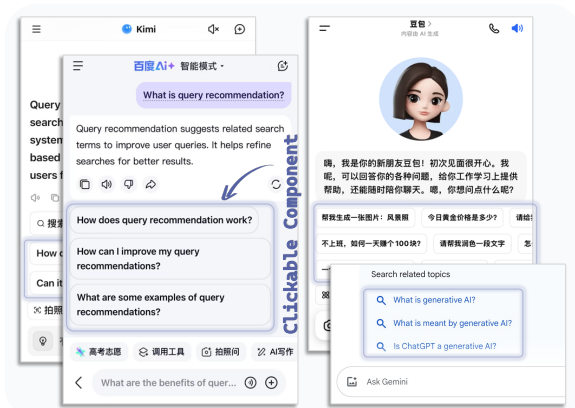 Kimi
Query
search
system
based
users f
搜索
How d
Can it
拍照
百度Ai+ 智能模式
What is query recommendation?
Query recommendation suggests related search
terms to improve user queries. It helps refine
searches for better results.
How does query recommendation work?
How can I improve my query
recommendations?
What are some examples of query
recommendations?
高考志愿
调用工具
拍照问
AI写作
What are the benefits of quer...
Clickable Component
豆包
内容由 AI 生成
嗨，我是你的新朋友豆包！初次见面很开心。我
呢，可以回答你的各种问题，给你工作学习上提供
帮助，还能随时陪你聊天。嗯，你想问点什么呢？
帮我生成一张图片：风景照
今日黄金价格是多少？
请给
不上班，如何一天赚个100块？
请帮我润色一段文字
怎
Search related topics
What is generative AI?
What is meant by generative AI?
Is ChatGPT a generative AI?
Ask Gemini